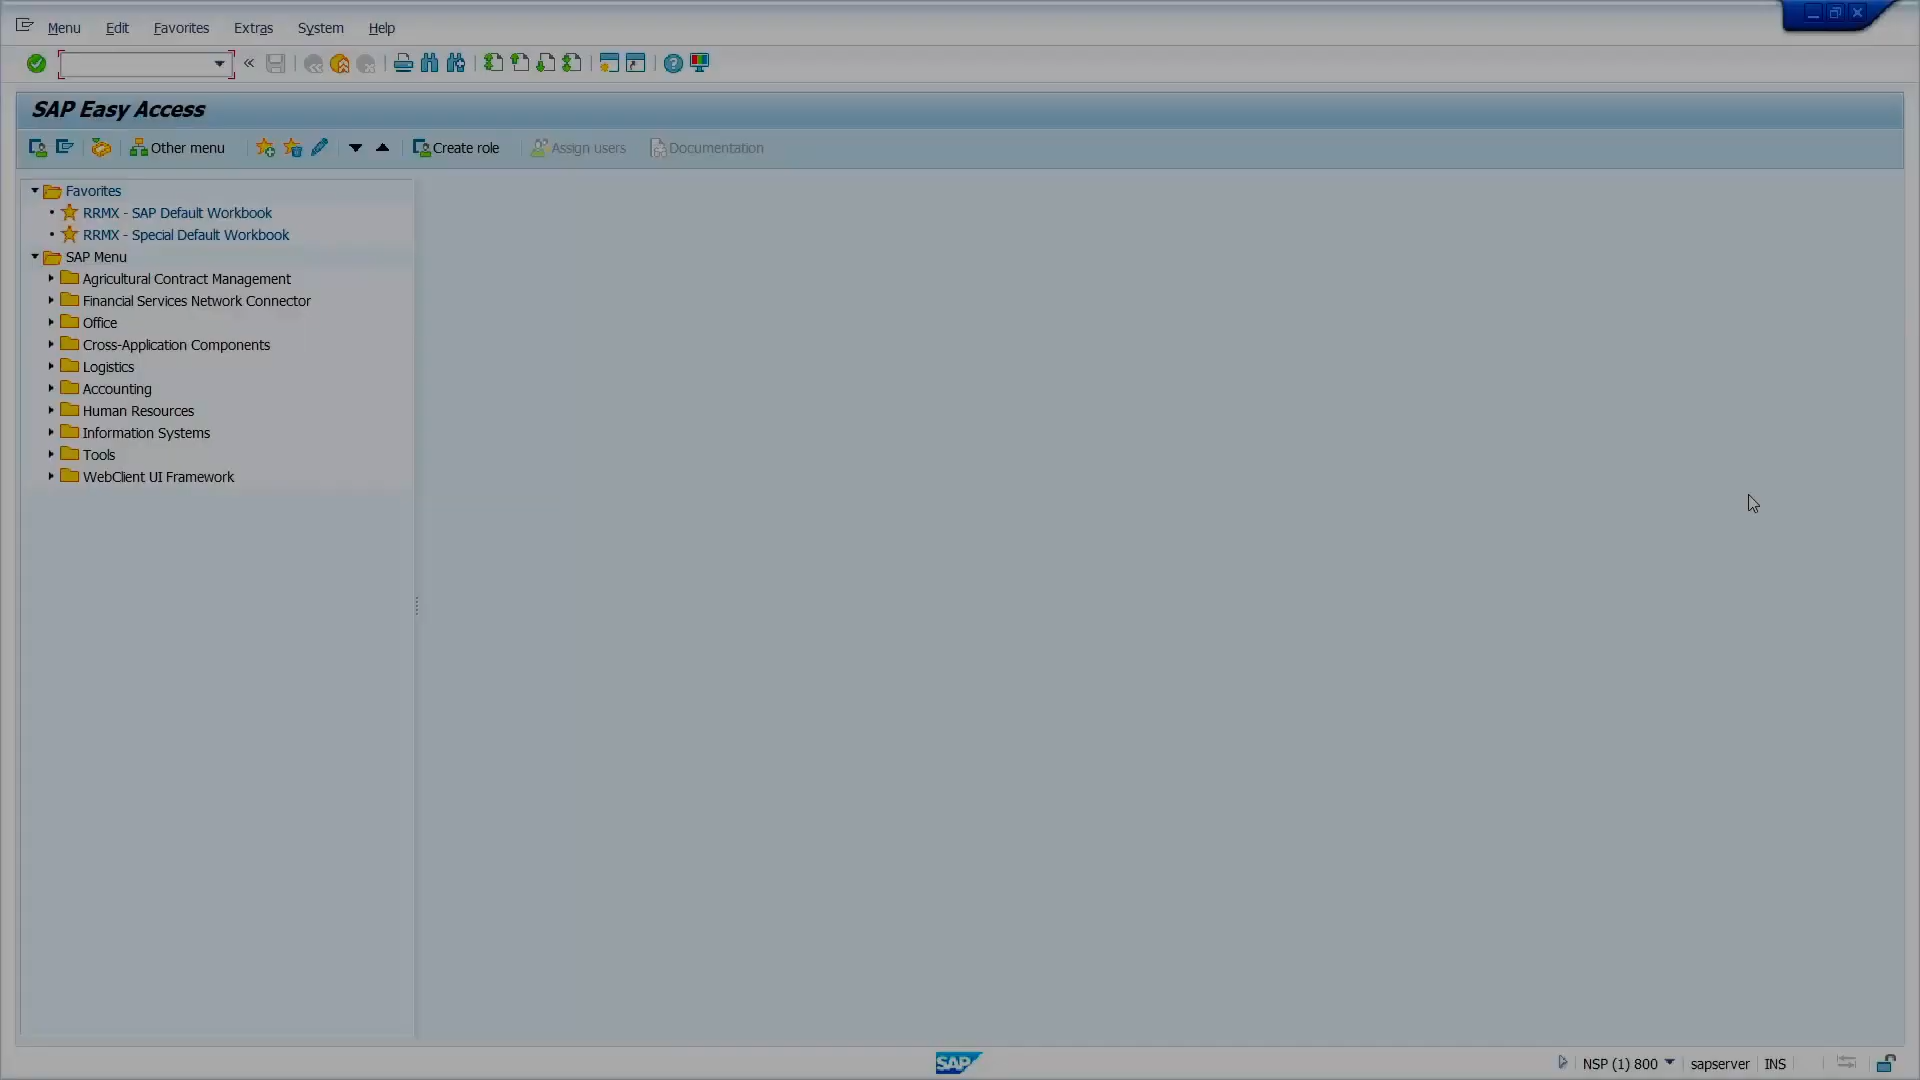 Menu Edit Favorites Extras System Help
SAP Easy Access
Other menu Create role Assign users Documentation
Favorites
RRMX - SAP Default Workbook
RRMX - Special Default Workbook
SAP Menu
Agricultural Contract Management
Financial Services Network Connector
Office
Cross-Application Components
Logistics
Accounting
Human Resources
Information Systems
Tools
WebClient UI Framework
SAP NSP (1) 800 sapserver INS